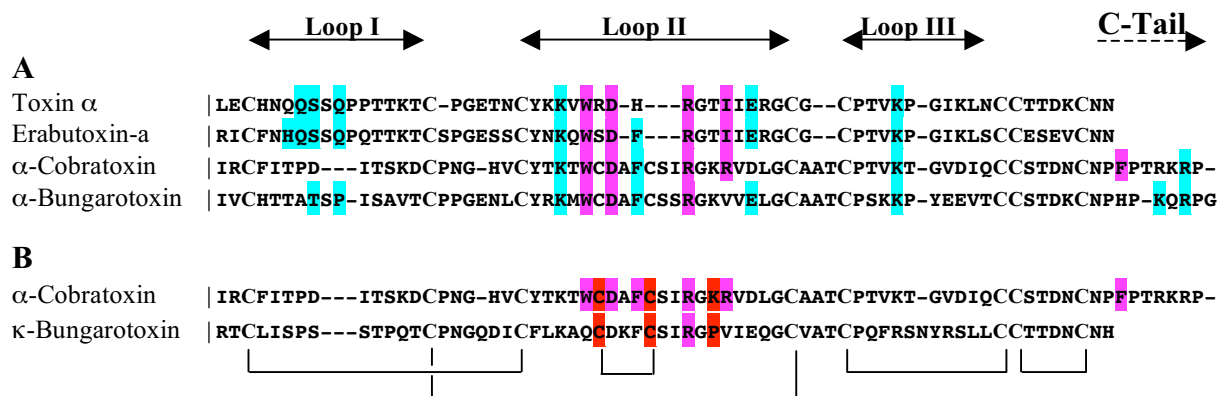 Loop I Loop II Loop III C-Tail
A
Toxin α |LECHNQQSSQPPTTKTC-PGETNCYKKVWRD-H---RGTIIERGCG--CPTVKP-GIKLNCCTTDKCNN
Erabutoxin-a |RICFNHQSSQPQTTKTCSPGESSCYNKQWSD-F---RGTIIERGCG--CPTVKP-GIKLSCCESEVCNN
α-Cobratoxin |IRCFITPD---ITSKDCPNG-HVCYTKTWCDAFCSIRGKRVDLGCAATCPTVKT-GVDIQCCSTDNCNPFPTRKRP-
α-Bungarotoxin |IVCHTTATSP-ISAVTCPPGENLCYRKMWCDAFCSSRGKVVELGCAATCPSKKP-YEEVTCCSTDKCNPHP-KQRPG
B
α-Cobratoxin |IRCFITPD---ITSKDCPNG-HVCYTKTWCDAFCSIRGKRVDLGCAATCPTVKT-GVDIQCCSTDNCNPFPTRKRP-
κ-Bungarotoxin |RTCLISPS---STPQTCPNGQDICFLKAQCDKFCSIRGPVIEQGCVATCPQFRSNYRSLLCCTTDNCNH